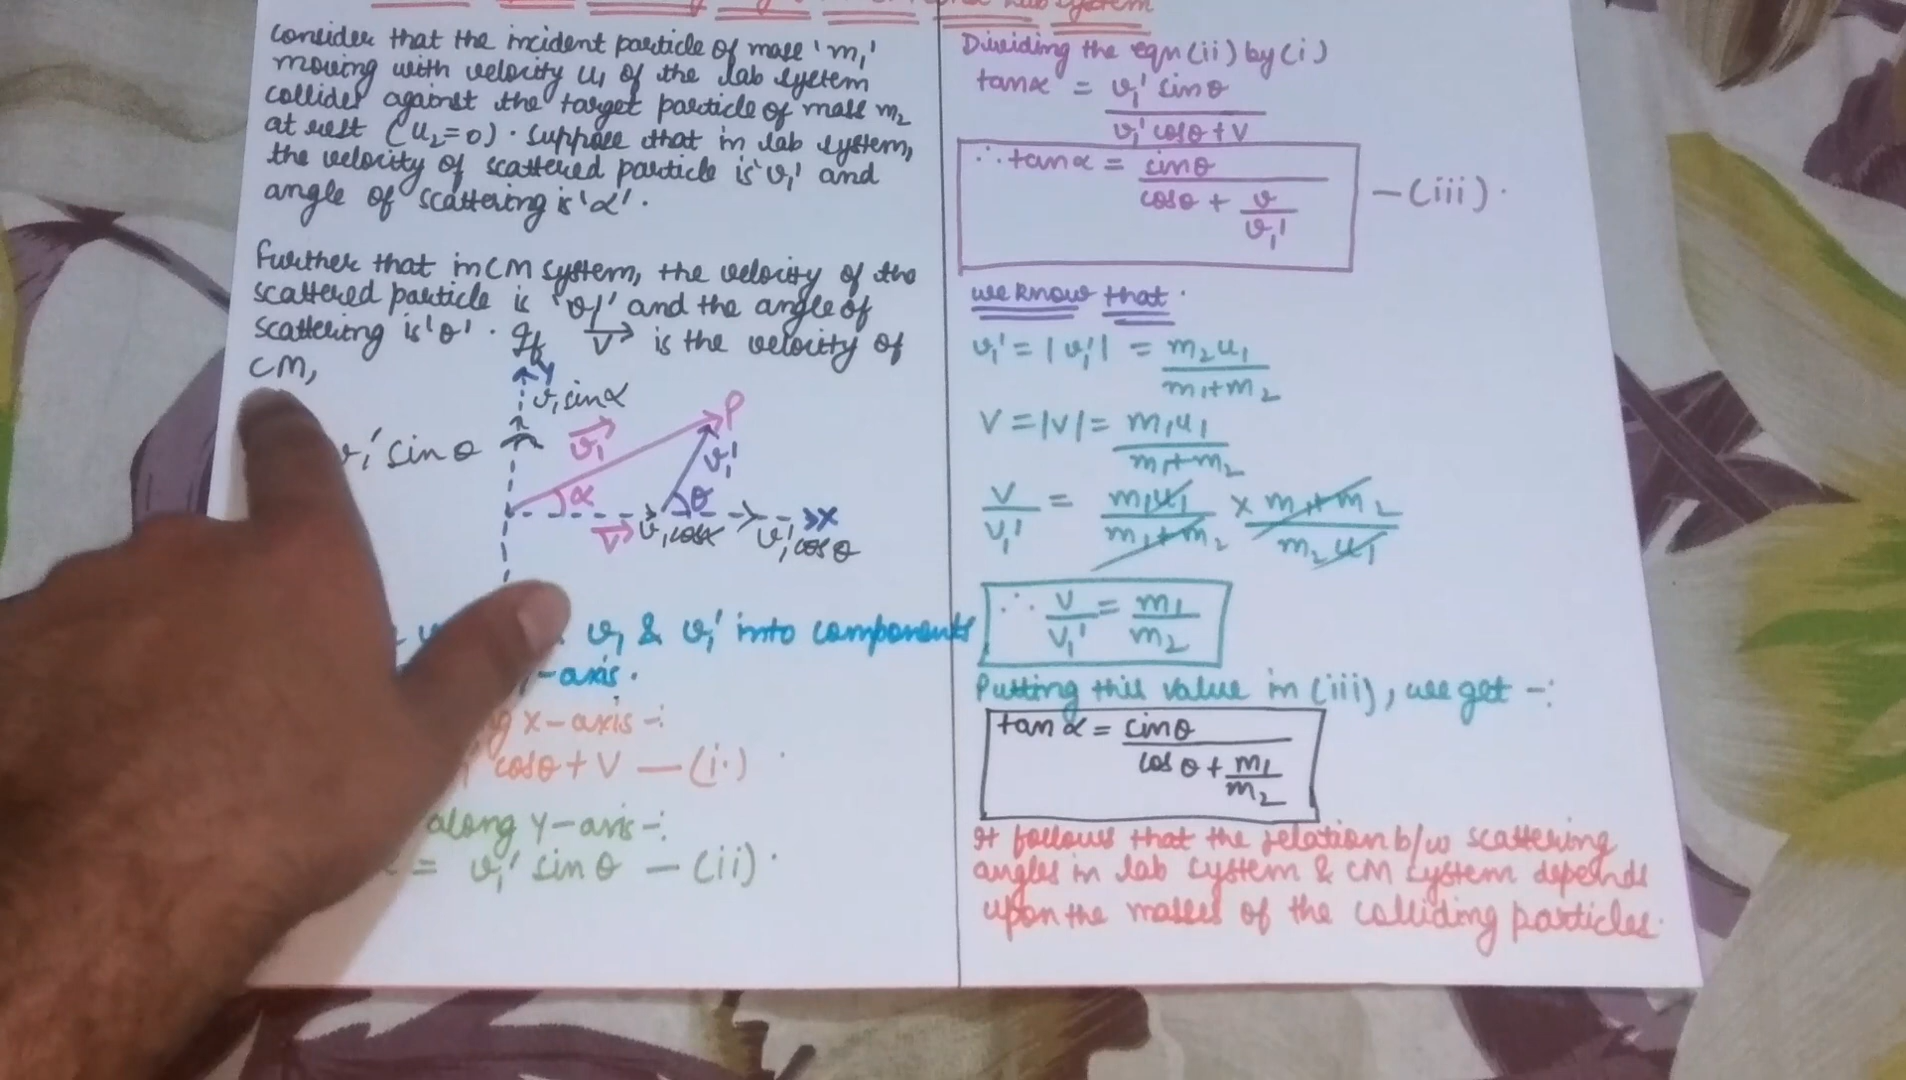 system
Consider that the incident particle of mass 'm₁'
moving with velocity u₁ of the lab system
collides against the target particle of mass m₂
at rest (u₂=0). Suppose that in lab system,
the velocity of scattered particle is 'v₁' and
angle of scattering is 'α'.
Further that in CM system, the velocity of the
scattered particle is 'v₁' and the angle of
scattering is 'θ'. If V→ is the velocity of
CM,
Y
v₁ sinα
P
v₁' sin θ
v₁→
v₁'
α
θ
X
V→
v₁cosα
v₁' cos θ
v₁ & v₁' into components
-axis.
x-axis -:
cosθ + V — (i.)
along Y-axis -:
= v₁' sin θ — (ii).
Dividing the eqn (ii) by (i)
tanα = v₁' sinθ / v₁' cosθ + V
∴ tanα = sinθ / cosθ + v/v₁' — (iii).
we know that.
v₁' = |v₁'| = m₂u₁ / m₁+m₂
V = |V| = m₁u₁ / m₁+m₂
V/v₁' = m₁u₁ / m₁+m₂ × m₁+m₂ / m₂u₁
∴ V/v₁' = m₁/m₂
Putting this value in (iii), we get -:
tan α = sinθ / cos θ + m₁/m₂
It follows that the relation b/w scattering
angles in lab system & CM system depends
upon the masses of the colliding particles.